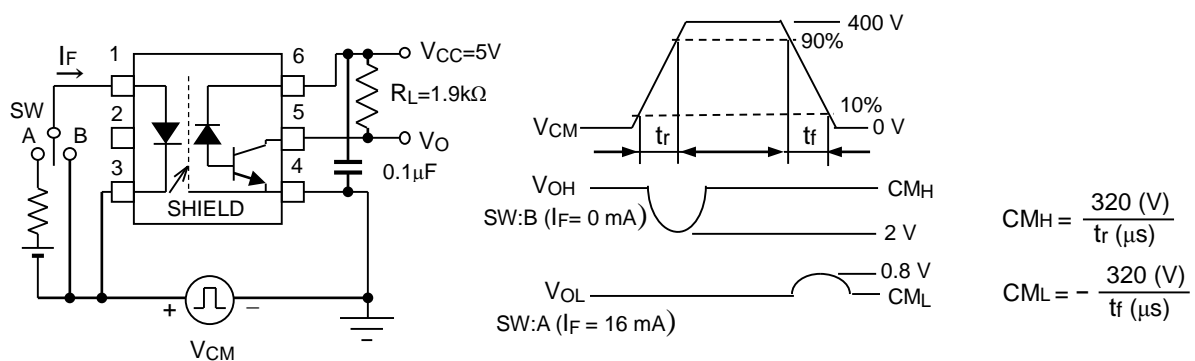 IF
SW
A
B
1
2
3
6
5
4
SHIELD
VCC=5V
RL=1.9kΩ
VO
0.1μF
+
−
VCM
400 V
90%
10%
VCM
0 V
tr
tf
VOH
CMH
SW:B (IF= 0 mA)
2 V
0.8 V
VOL
CML
SW:A (IF = 16 mA)
CMH = 320 (V) / tr (μs)
CML = − 320 (V) / tf (μs)